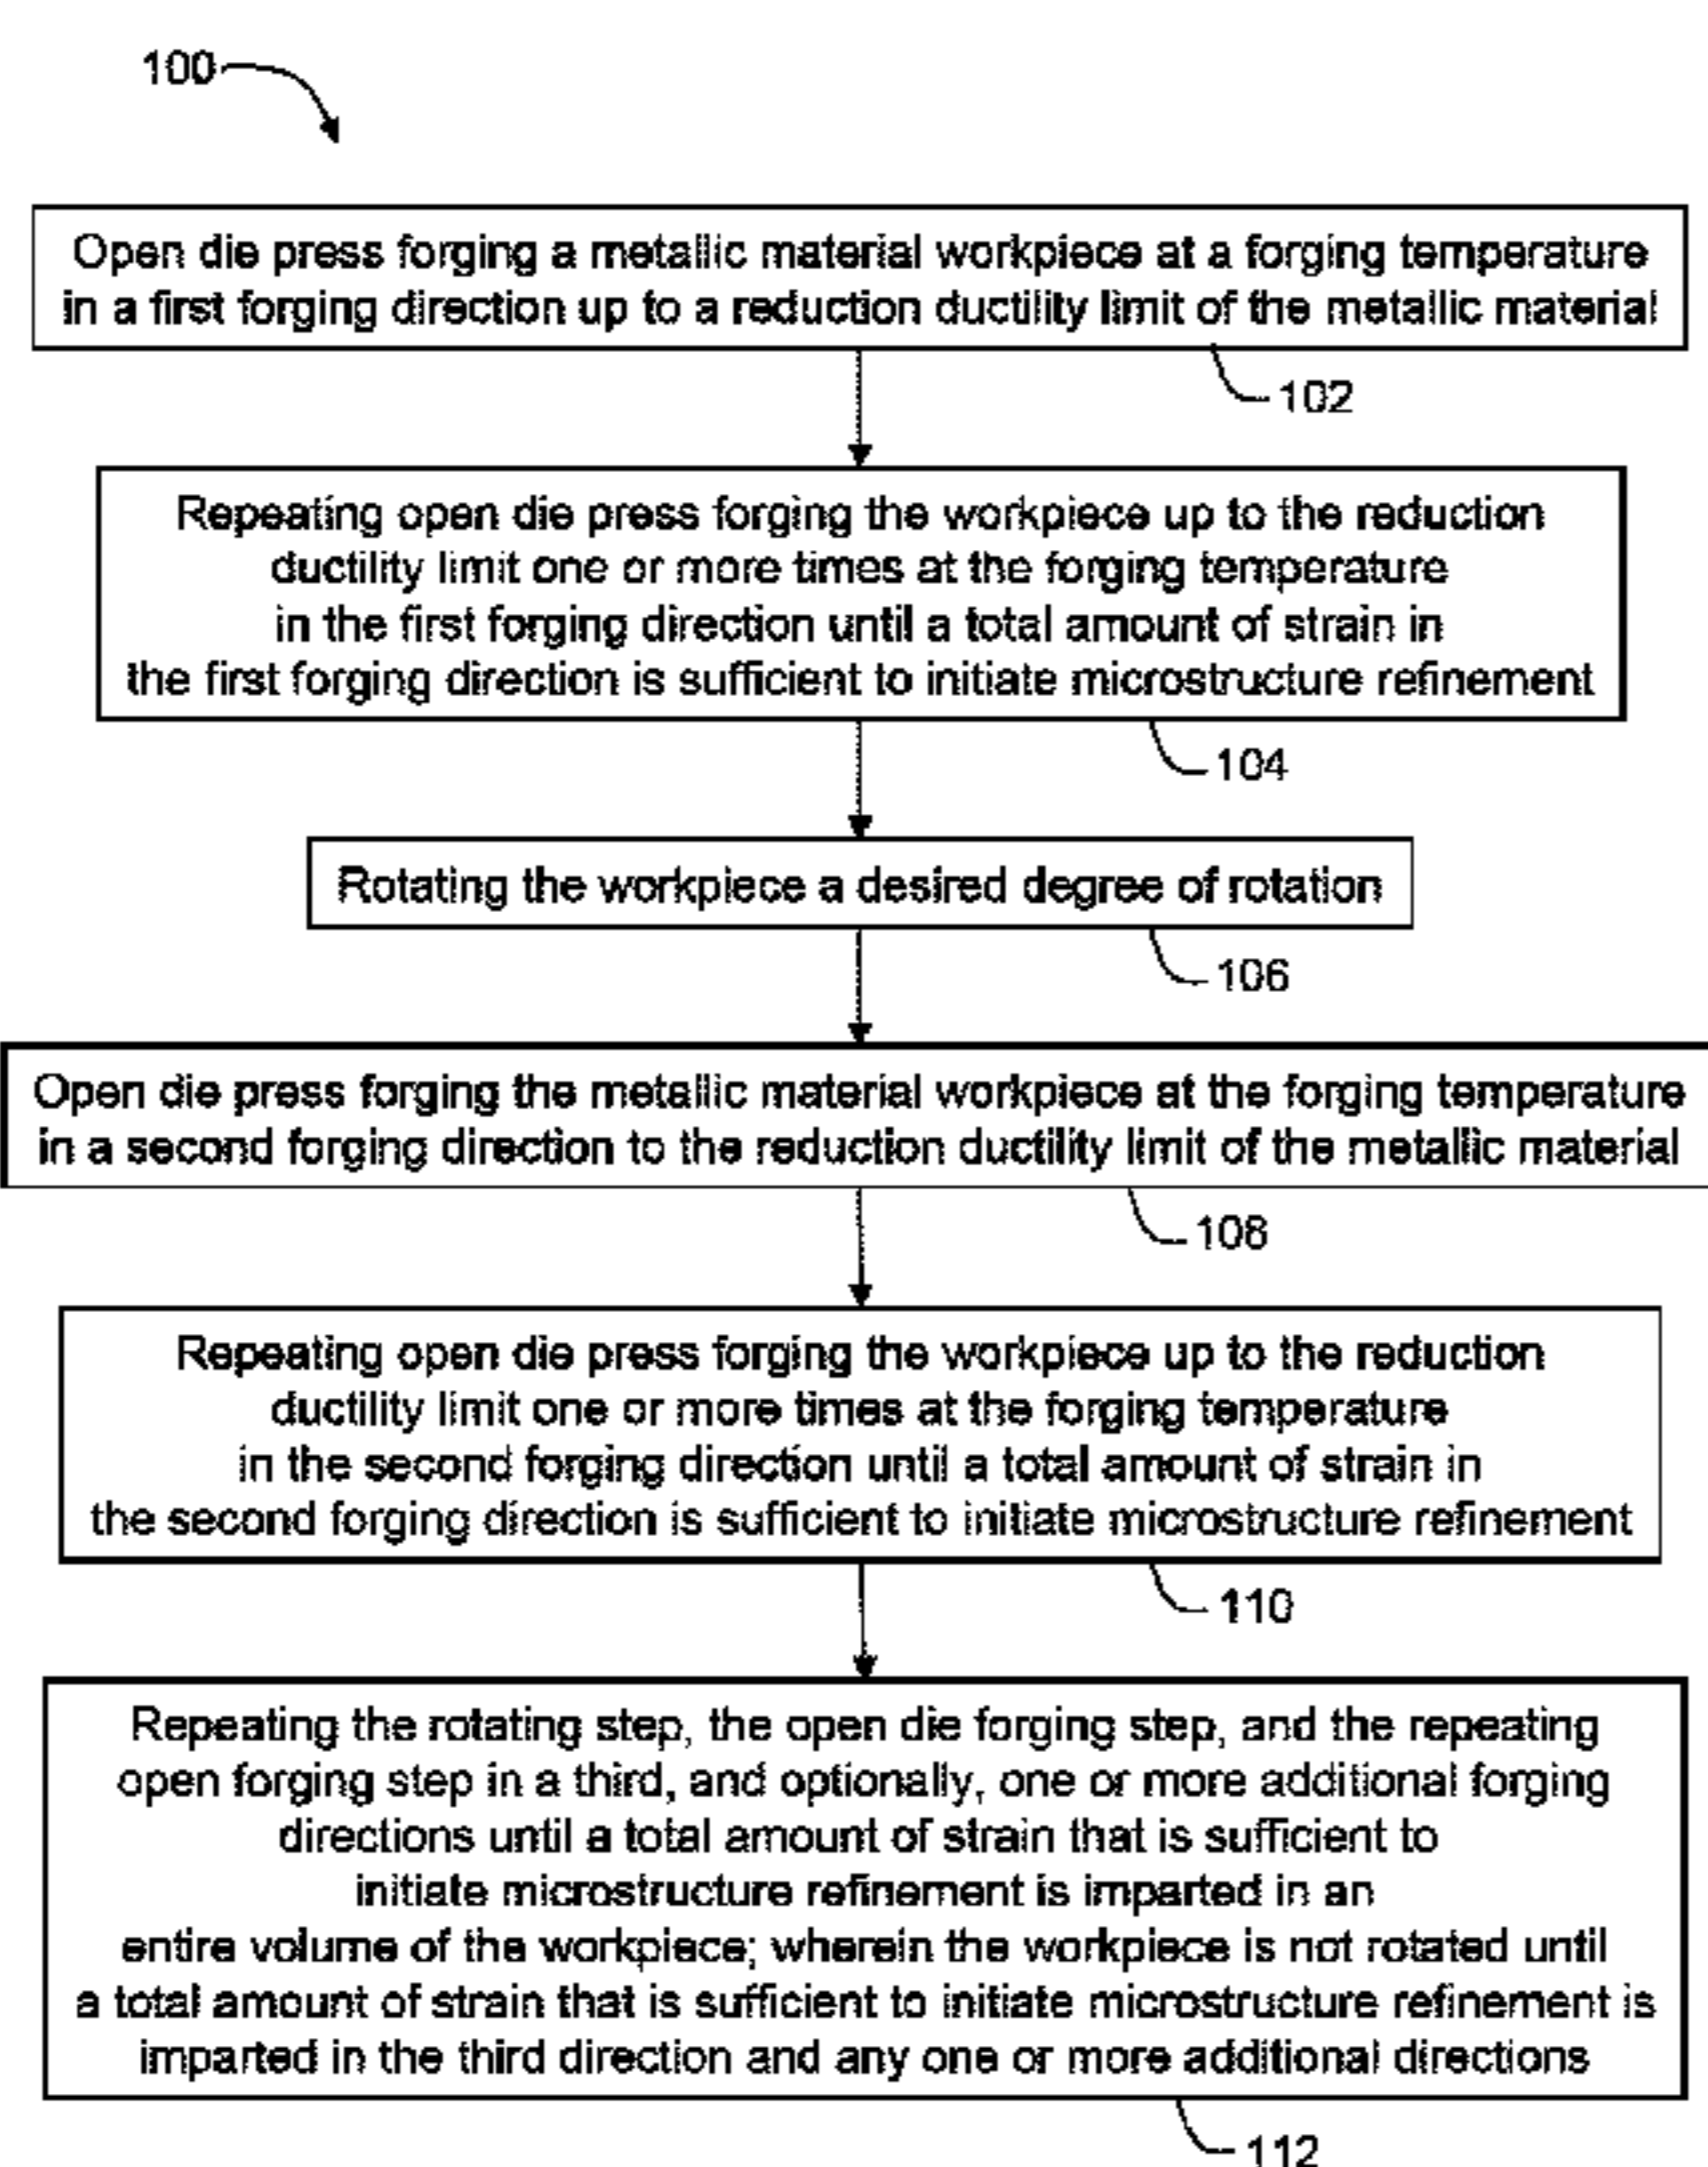 100
Open die press forging a metallic material workpiece at a forging temperature
in a first forging direction up to a reduction ductility limit of the metallic material
102
Repeating open die press forging the workpiece up to the reduction
ductility limit one or more times at the forging temperature
in the first forging direction until a total amount of strain in
the first forging direction is sufficient to initiate microstructure refinement
104
Rotating the workpiece a desired degree of rotation
106
Open die press forging the metallic material workpiece at the forging temperature
in a second forging direction to the reduction ductility limit of the metallic material
108
Repeating open die press forging the workpiece up to the reduction
ductility limit one or more times at the forging temperature
in the second forging direction until a total amount of strain in
the second forging direction is sufficient to initiate microstructure refinement
110
Repeating the rotating step, the open die forging step, and the repeating
open forging step in a third, and optionally, one or more additional forging
directions until a total amount of strain that is sufficient to
initiate microstructure refinement is imparted in an
entire volume of the workpiece; wherein the workpiece is not rotated until
a total amount of strain that is sufficient to initiate microstructure refinement is
imparted in the third direction and any one or more additional directions
112